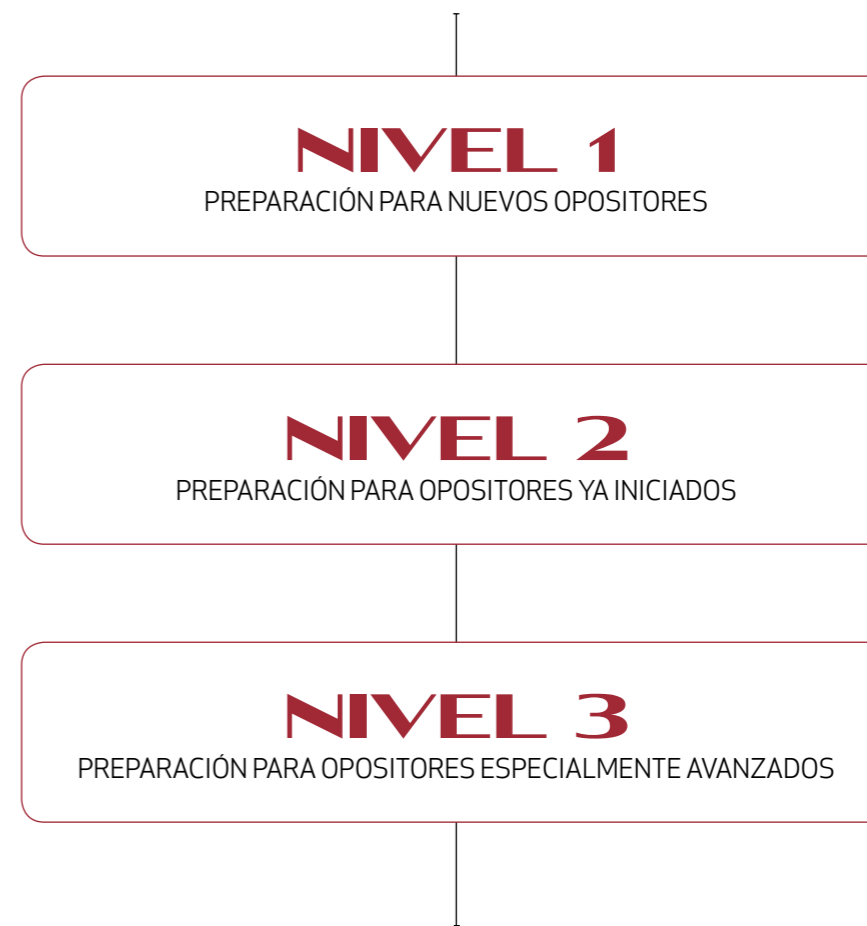 NIVEL 1
PREPARACIÓN PARA NUEVOS OPOSITORES
NIVEL 2
PREPARACIÓN PARA OPOSITORES YA INICIADOS
NIVEL 3
PREPARACIÓN PARA OPOSITORES ESPECIALMENTE AVANZADOS